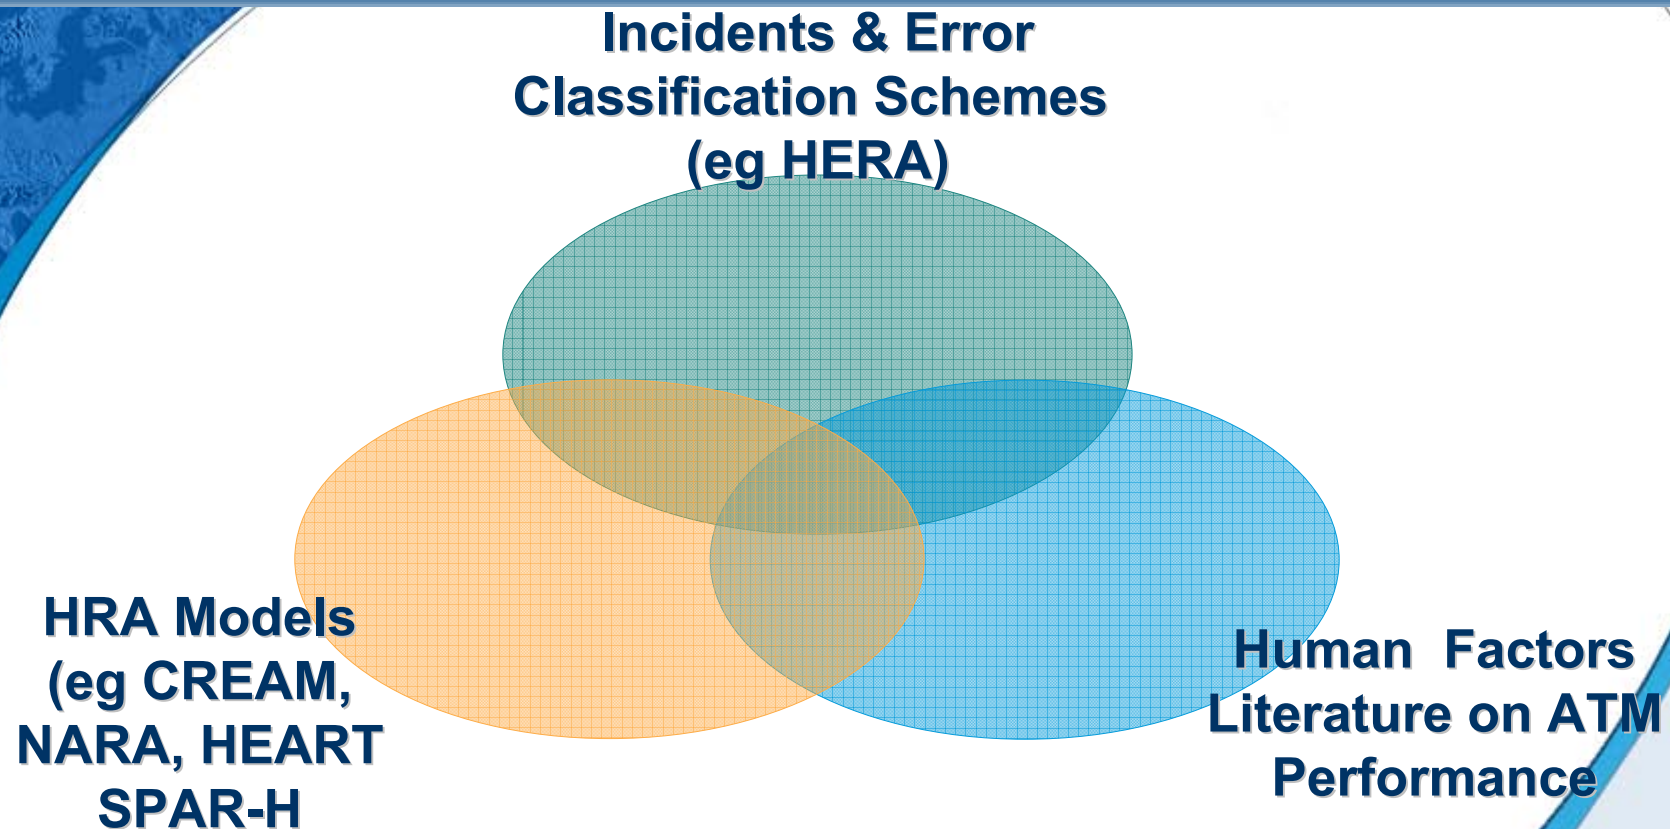 Incidents & Error
Classification Schemes
(eg HERA)
HRA Models
(eg CREAM,
NARA, HEART
SPAR-H
Human Factors
Literature on ATM
Performance